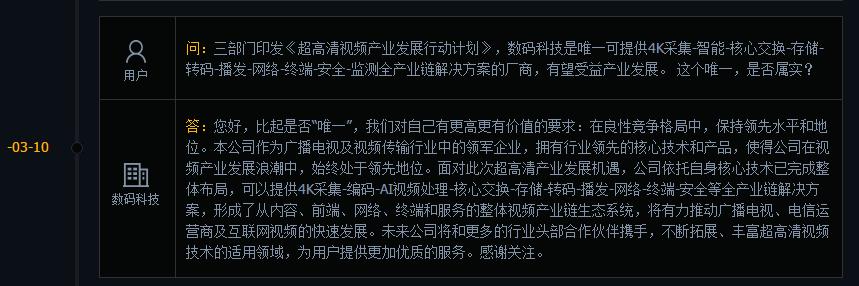 问：三部门印发《超高清视频产业发展行动计划》，数码科技是唯一可提供4K采集-智能-核心交换-存储-
转码-播发-网络-终端-安全-监测全产业链解决方案的厂商，有望受益产业发展。 这个唯一，是否属实？
用户
答：您好，比起是否“唯一”，我们对自己有更高更有价值的要求：在良性竞争格局中，保持领先水平和地
位。本公司作为广播电视及视频传输行业中的领军企业，拥有行业领先的核心技术和产品，使得公司在视
频产业发展浪潮中，始终处于领先地位。面对此次超高清产业发展机遇，公司依托自身核心技术已完成整
体布局，可以提供4K采集-编码-AI视频处理-核心交换-存储-转码-播发-网络-终端-安全等全产业链解决方
案，形成了从内容、前端、网络、终端和服务的整体视频产业链生态系统，将有力推动广播电视、电信运
营商及互联网视频的快速发展。未来公司将和更多的行业头部合作伙伴携手，不断拓展、丰富超高清视频
技术的适用领域，为用户提供更加优质的服务。感谢关注。
-03-10
数码科技